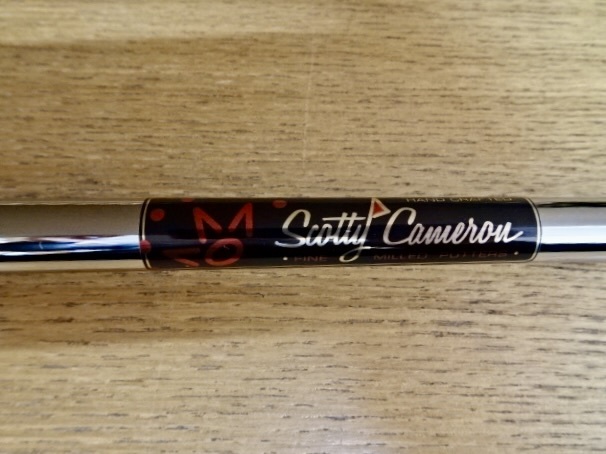 HAND CRAFTED
Scotty Cameron
• FINE MILLED PUTTERS •